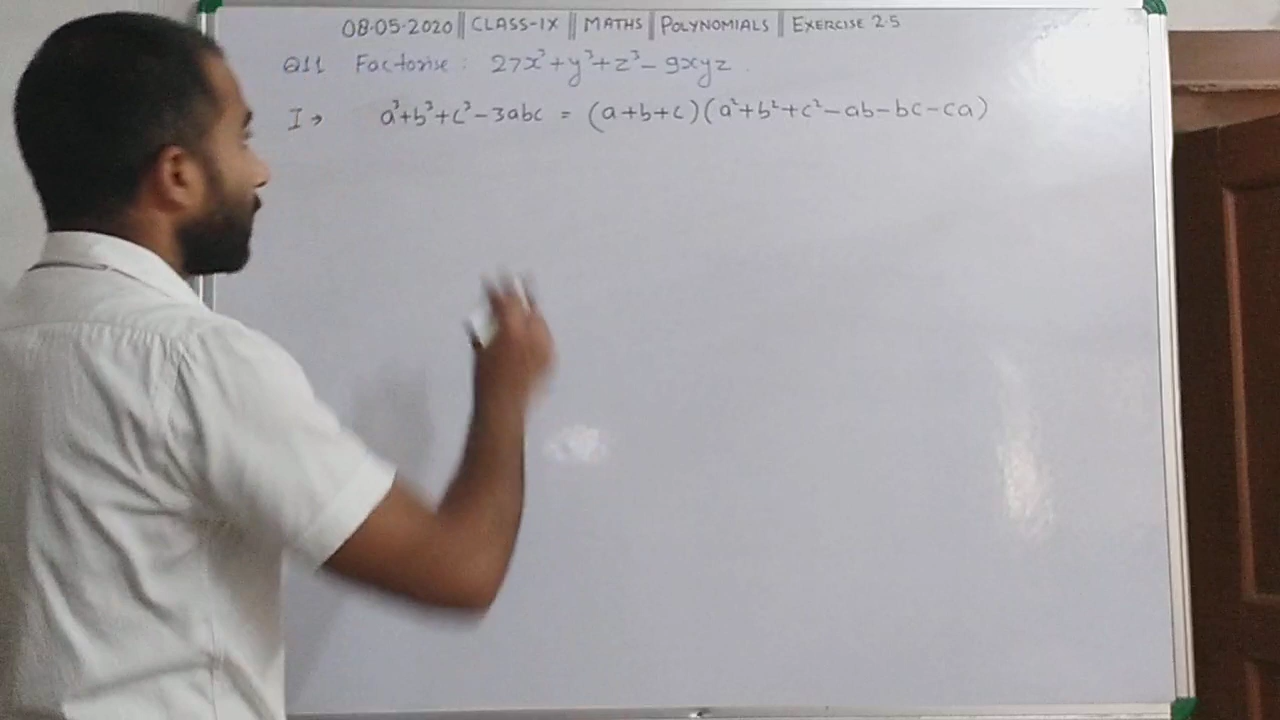 08.05.2020 || CLASS-IX || MATHS || POLYNOMIALS || EXERCISE 2.5
Q11 Factorise : 27x³+y³+z³-9xyz.
I → a³+b³+c³-3abc = (a+b+c)(a²+b²+c²-ab-bc-ca)